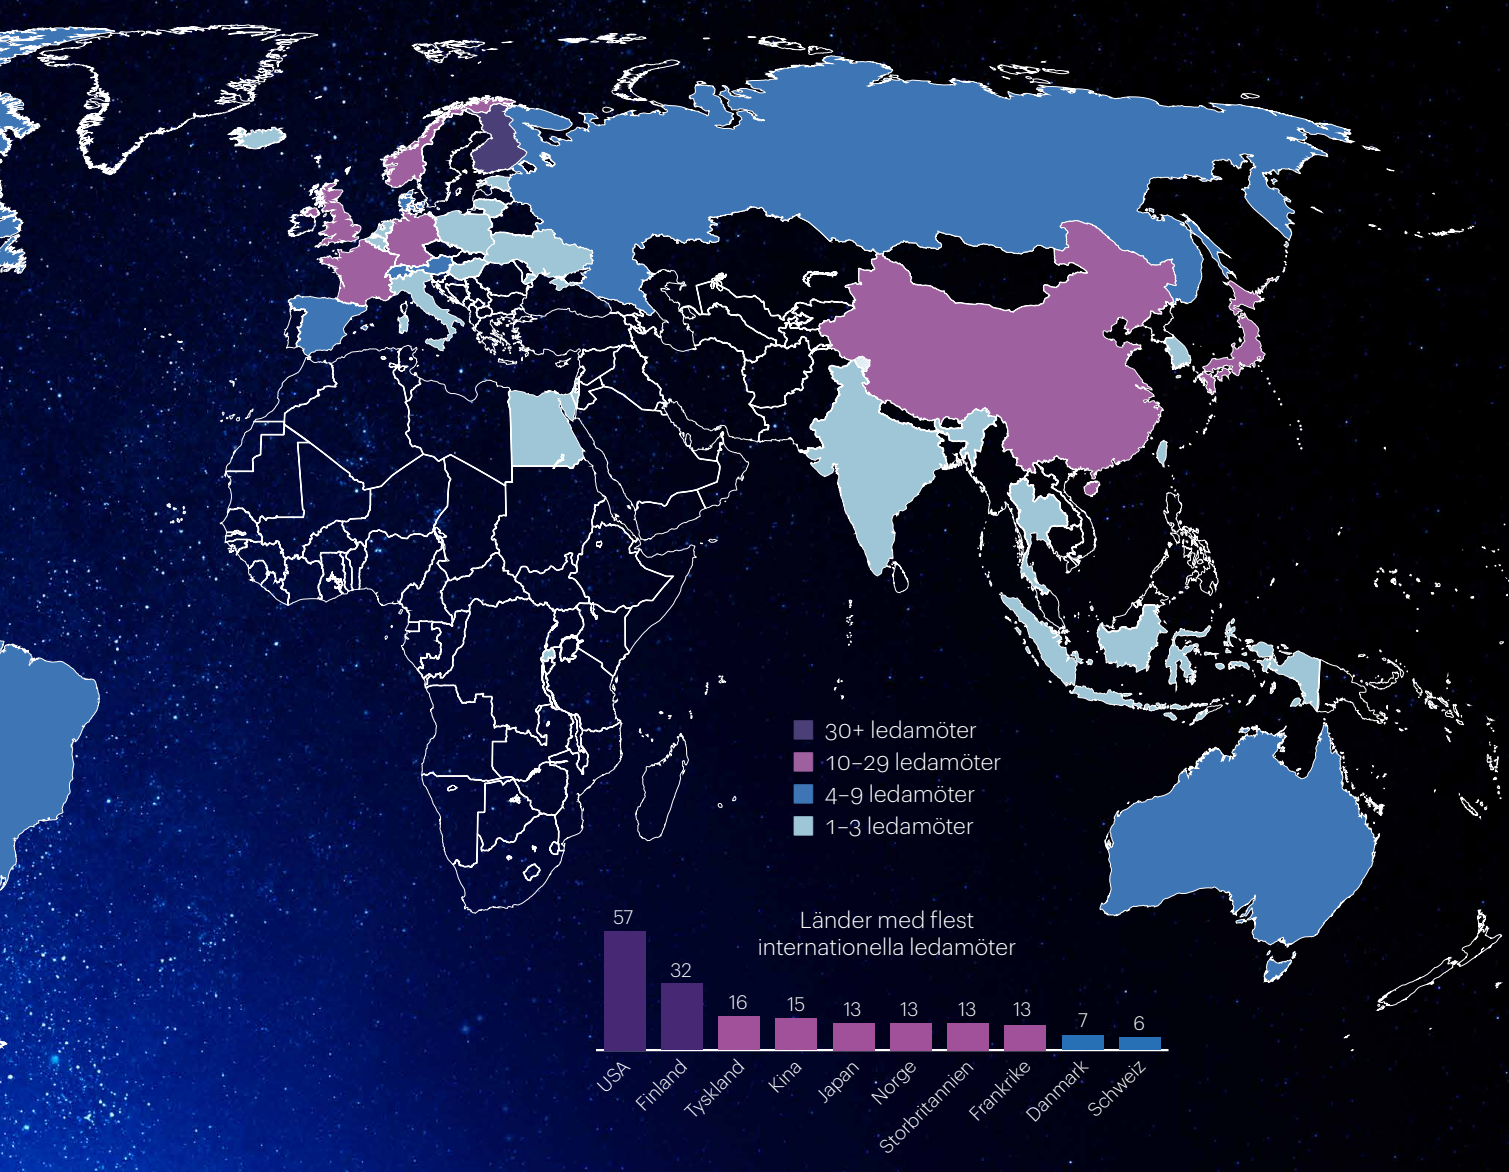 30+ ledamöter
10–29 ledamöter
4–9 ledamöter
1–3 ledamöter
Länder med flest
internationella ledamöter
57
32
16
15
13
13
13
13
7
6
USA
Finland
Tyskland
Kina
Japan
Norge
Storbritannien
Frankrike
Danmark
Schweiz